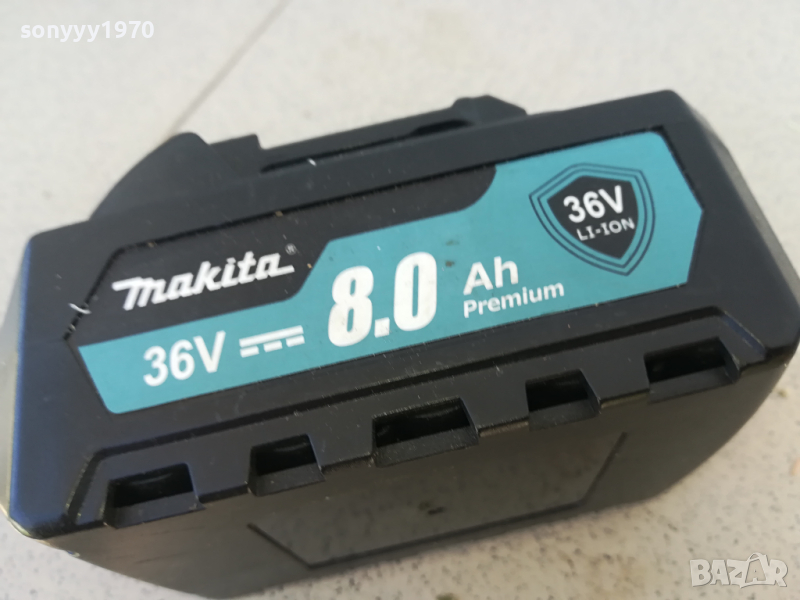 sonyyy1970
makita®
36V
8.0 Ah
Premium
36V
LI-ION
BAZAR